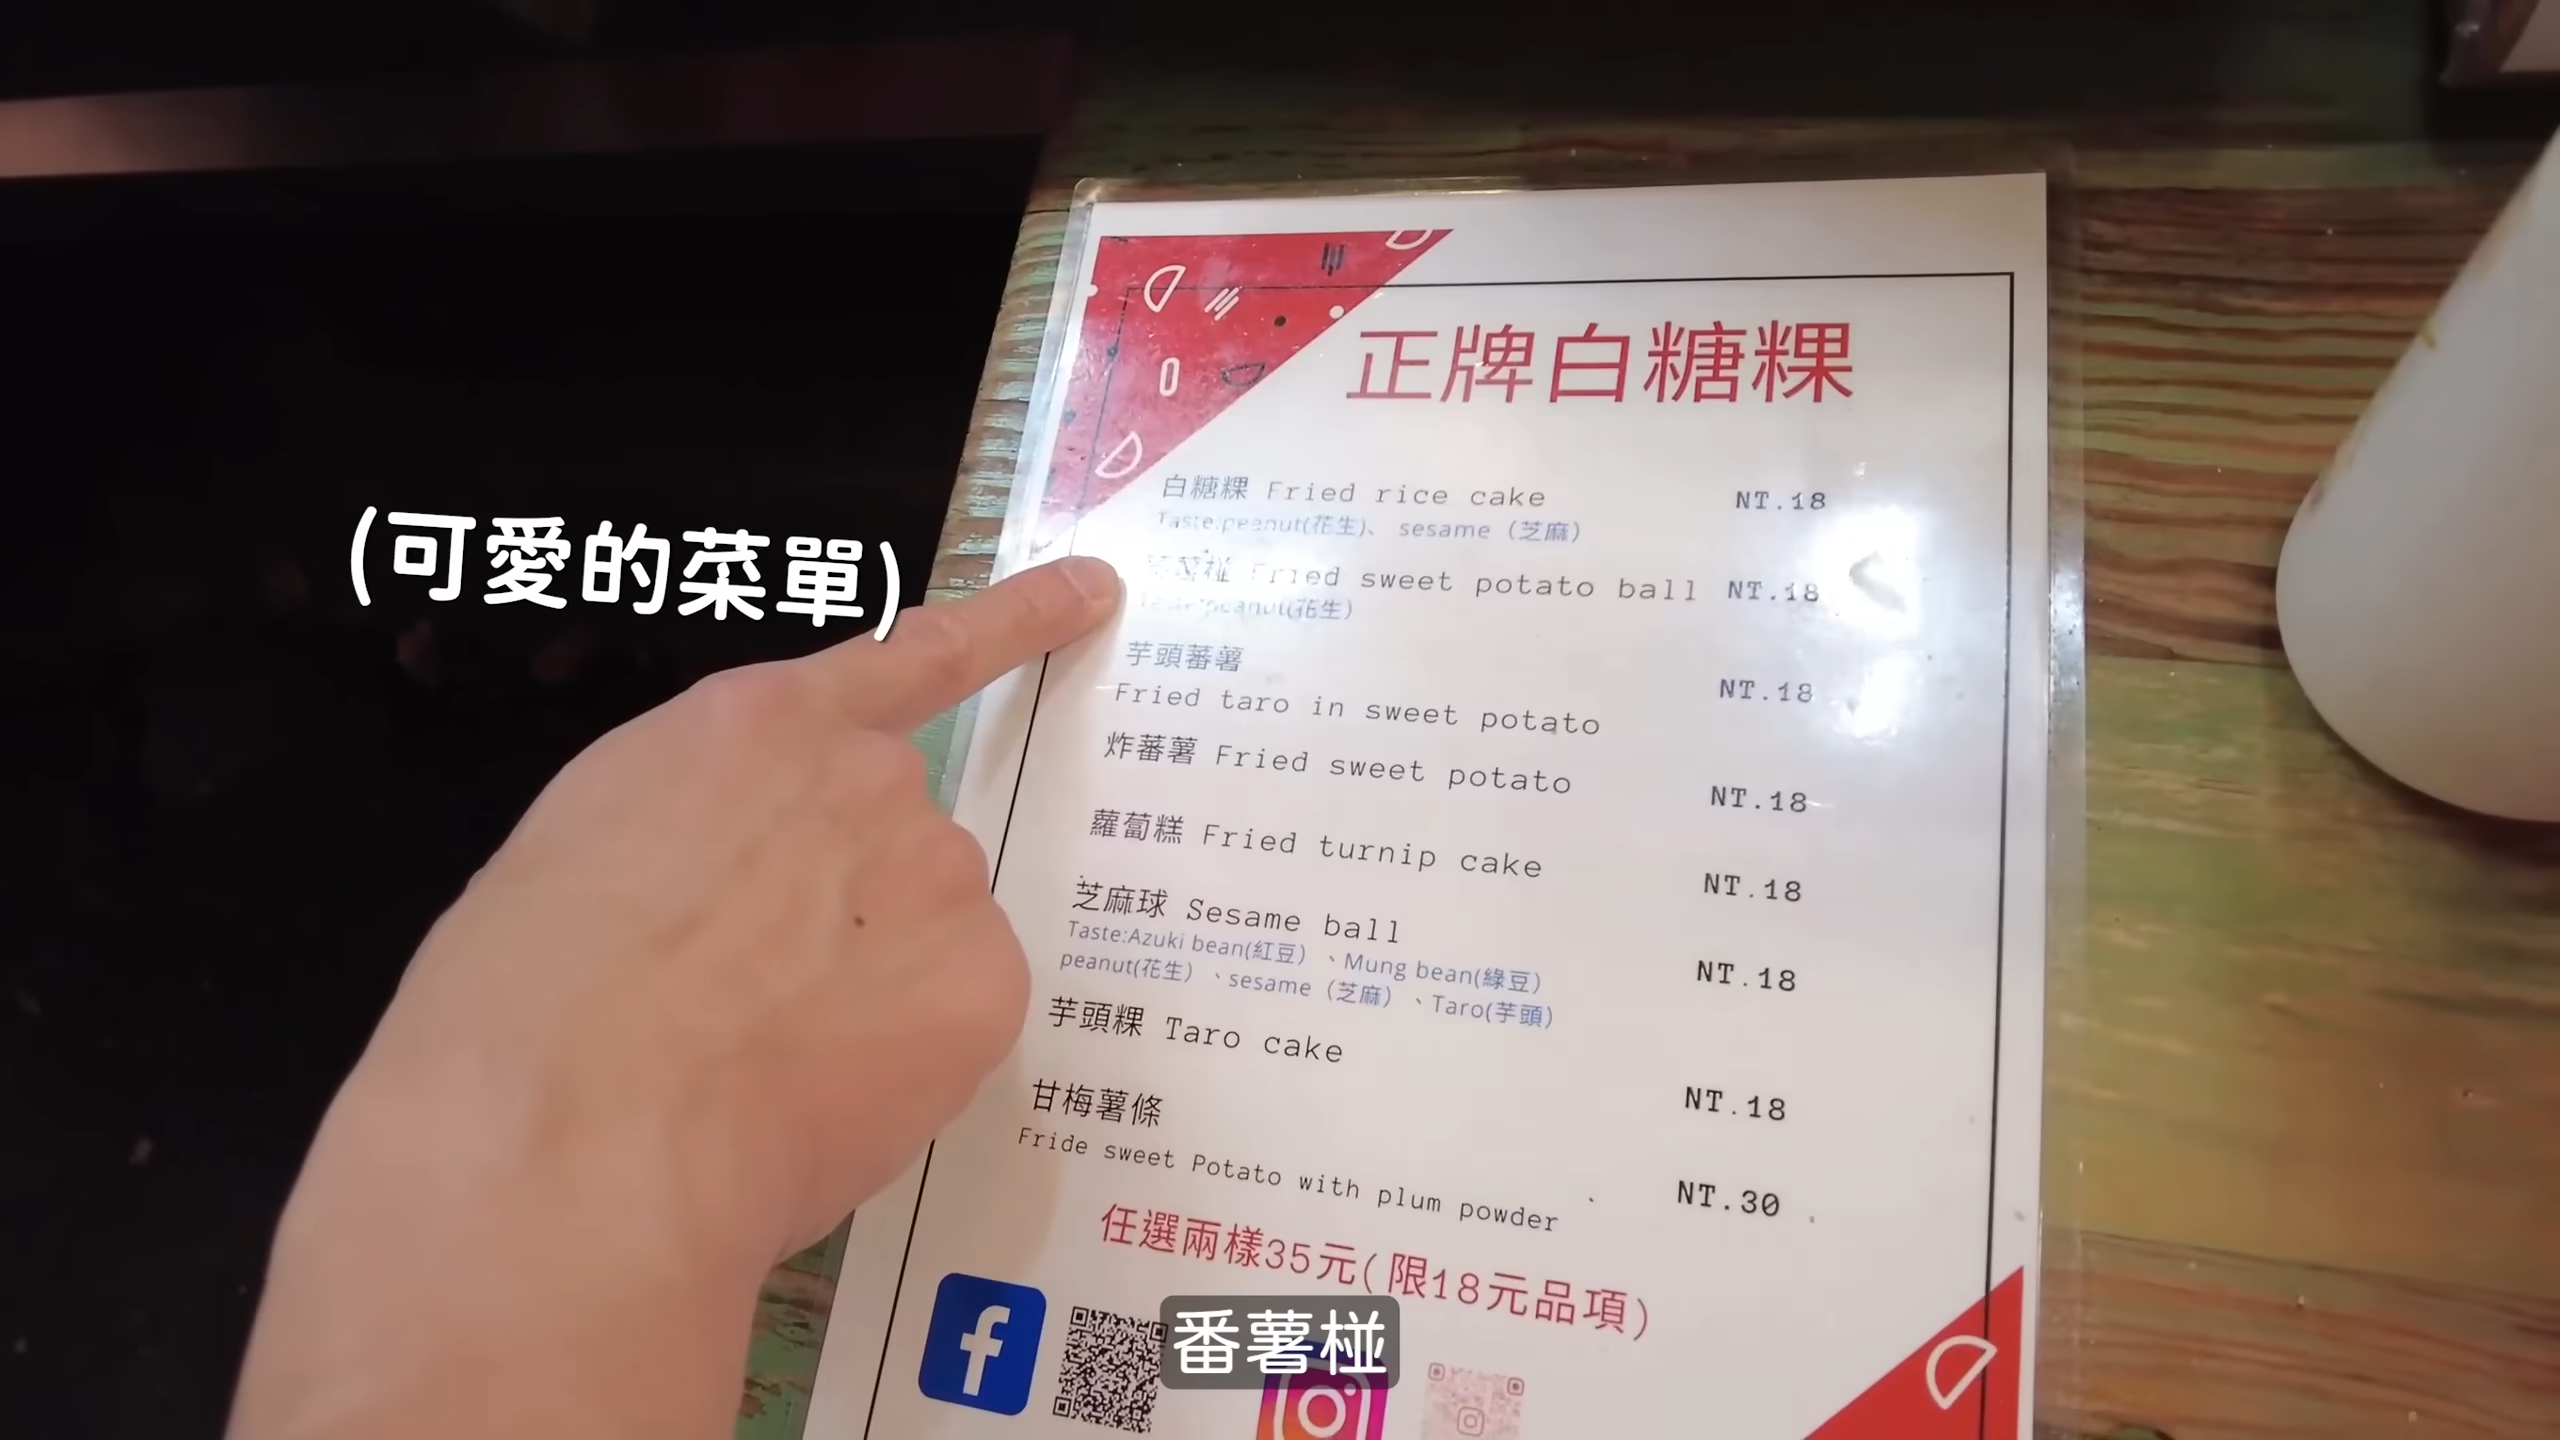 正牌白糖粿
白糖粿 Fried rice cake NT.18
Taste:peanut(花生)、 sesame (芝麻)
(可愛的菜單)
蕃薯椪 Fried sweet potato ball NT.18
Taste:peanut(花生)
芋頭蕃薯 NT.18
Fried taro in sweet potato
炸蕃薯 Fried sweet potato NT.18
蘿蔔糕 Fried turnip cake NT.18
芝麻球 Sesame ball NT.18
Taste:Azuki bean(紅豆) 、Mung bean(綠豆)
peanut(花生) 、sesame (芝麻) 、Taro(芋頭)
芋頭粿 Taro cake NT.18
甘梅薯條 NT.30
Fride sweet Potato with plum powder
任選兩樣35元(限18元品項)
番薯椪